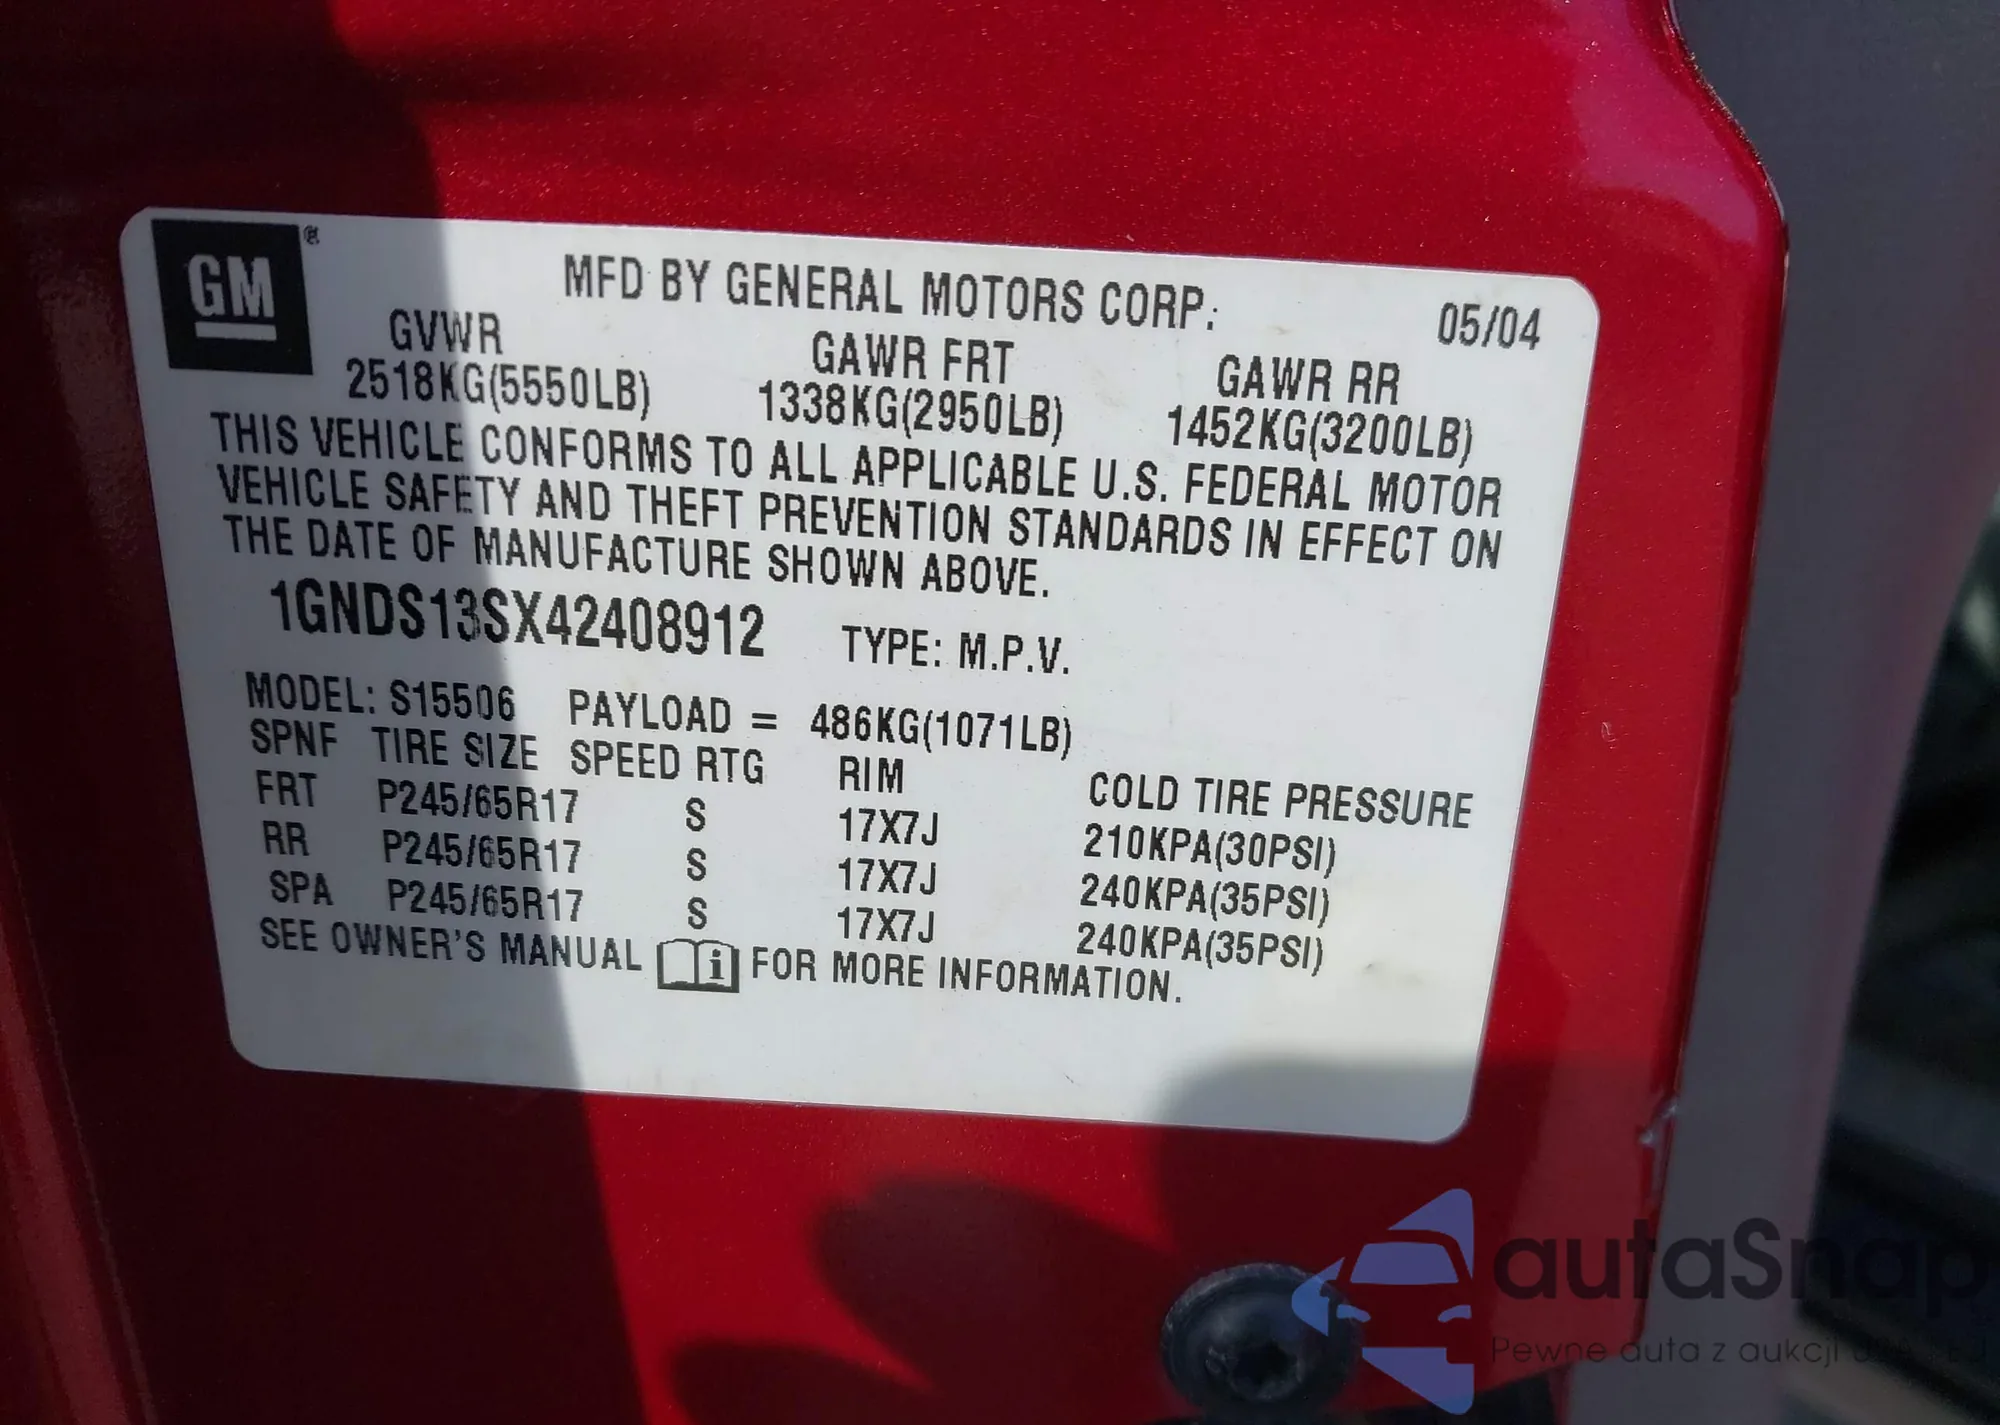 GM
MFD BY GENERAL MOTORS CORP.
05/04
GVWR GAWR FRT GAWR RR
2518KG(5550LB) 1338KG(2950LB) 1452KG(3200LB)
THIS VEHICLE CONFORMS TO ALL APPLICABLE U.S. FEDERAL MOTOR
VEHICLE SAFETY AND THEFT PREVENTION STANDARDS IN EFFECT ON
THE DATE OF MANUFACTURE SHOWN ABOVE.
1GNDS13SX42408912 TYPE: M.P.V.
MODEL: S15506 PAYLOAD = 486KG(1071LB)
SPNF TIRE SIZE SPEED RTG RIM COLD TIRE PRESSURE
FRT P245/65R17 S 17X7J 210KPA(30PSI)
RR P245/65R17 S 17X7J 240KPA(35PSI)
SPA P245/65R17 S 17X7J 240KPA(35PSI)
SEE OWNER'S MANUAL i FOR MORE INFORMATION.
autaSnap
Pewne auta z aukcji